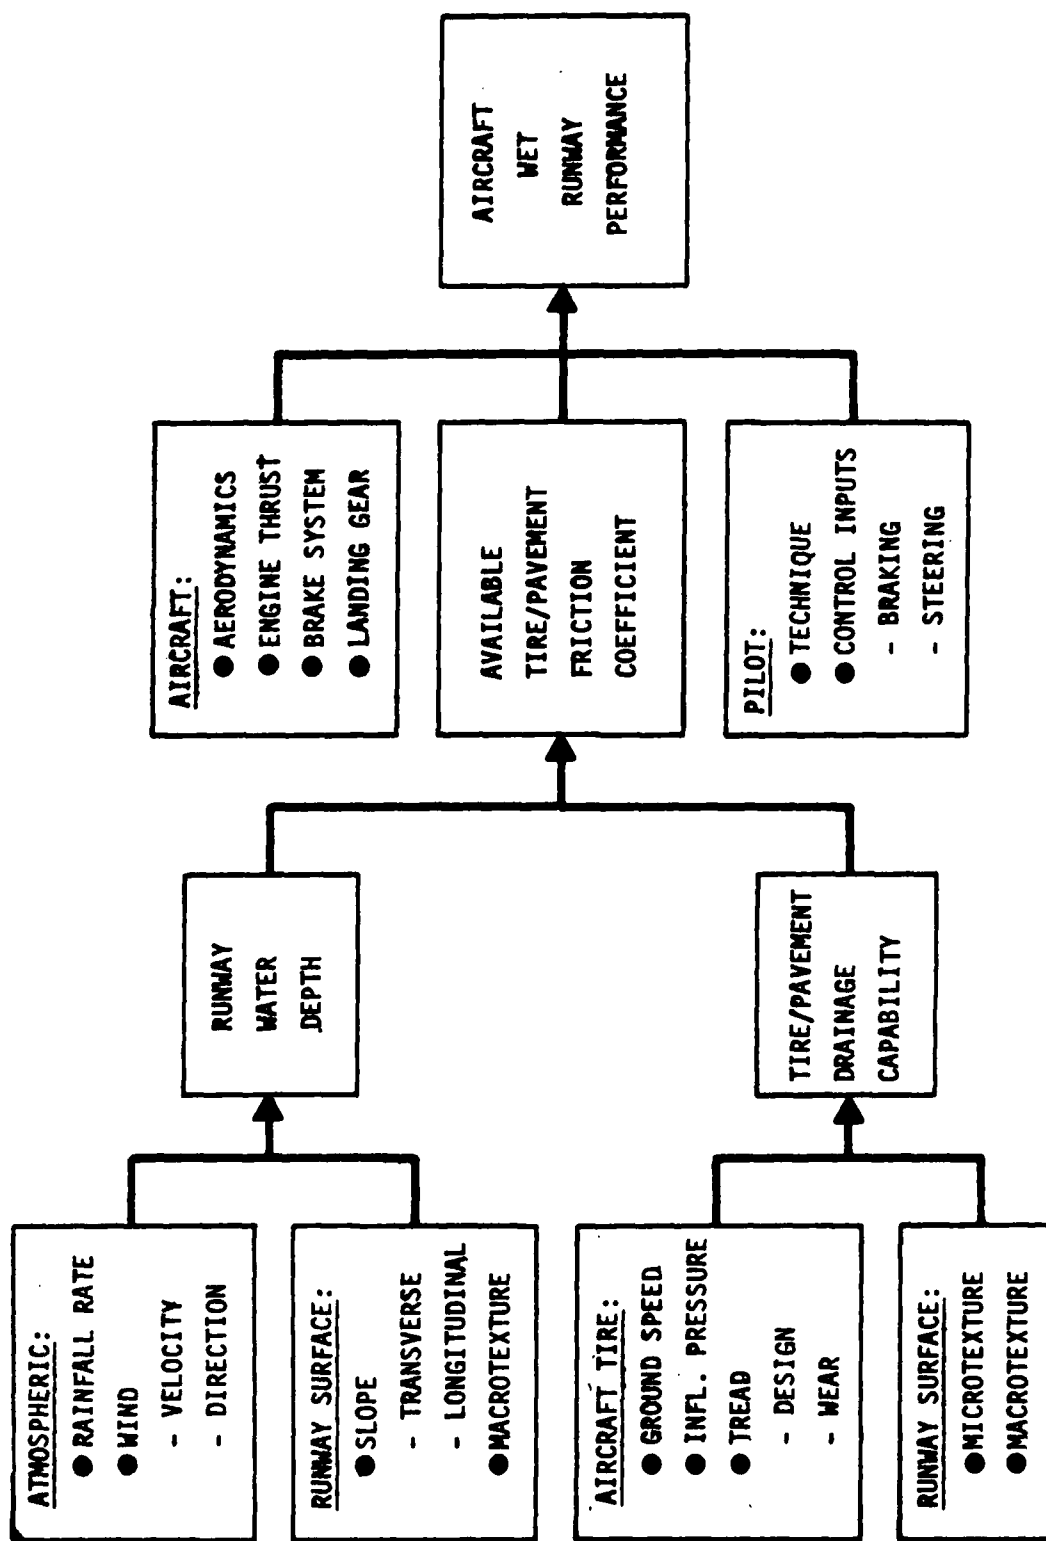 ATMOSPHERIC:
● RAINFALL RATE
● WIND
- VELOCITY
- DIRECTION
RUNWAY SURFACE:
● SLOPE
- TRANSVERSE
- LONGITUDINAL
● MACROTEXTURE
AIRCRAFT TIRE:
● GROUND SPEED
● INFL. PRESSURE
● TREAD
- DESIGN
- WEAR
RUNWAY SURFACE:
● MICROTEXTURE
● MACROTEXTURE
RUNWAY
WATER
DEPTH
TIRE/PAVEMENT
DRAINAGE
CAPABILITY
AIRCRAFT:
● AERODYNAMICS
● ENGINE THRUST
● BRAKE SYSTEM
● LANDING GEAR
AVAILABLE
TIRE/PAVEMENT
FRICTION
COEFFICIENT
PILOT:
● TECHNIQUE
● CONTROL INPUTS
- BRAKING
- STEERING
AIRCRAFT
WET
RUNWAY
PERFORMANCE